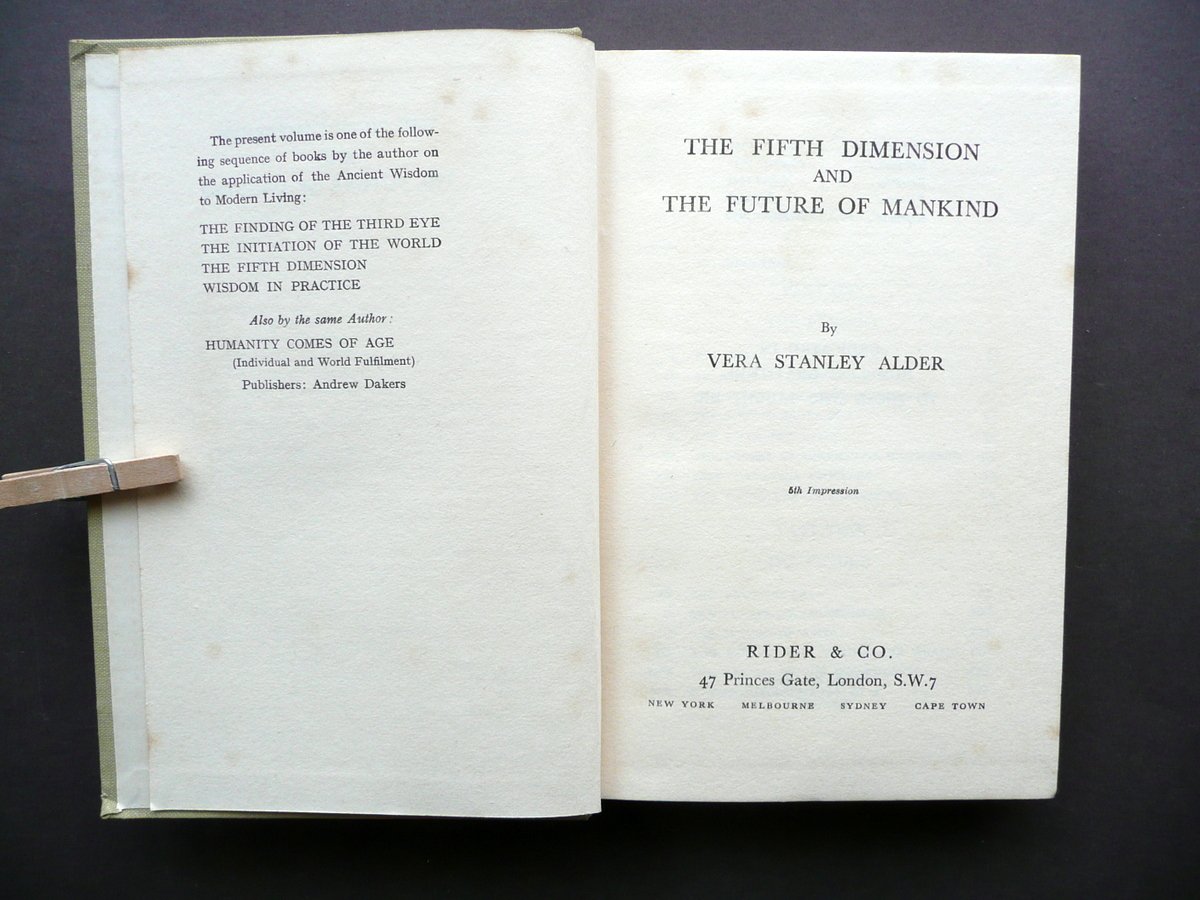 The present volume is one of the follow-
ing sequence of books by the author on
the application of the Ancient Wisdom
to Modern Living:
THE FINDING OF THE THIRD EYE
THE INITIATION OF THE WORLD
THE FIFTH DIMENSION
WISDOM IN PRACTICE
Also by the same Author:
HUMANITY COMES OF AGE
(Individual and World Fulfilment)
Publishers: Andrew Dakers
THE FIFTH DIMENSION
AND
THE FUTURE OF MANKIND
By
VERA STANLEY ALDER
5th Impression
RIDER & CO.
47 Princes Gate, London, S.W.7
NEW YORK MELBOURNE SYDNEY CAPE TOWN